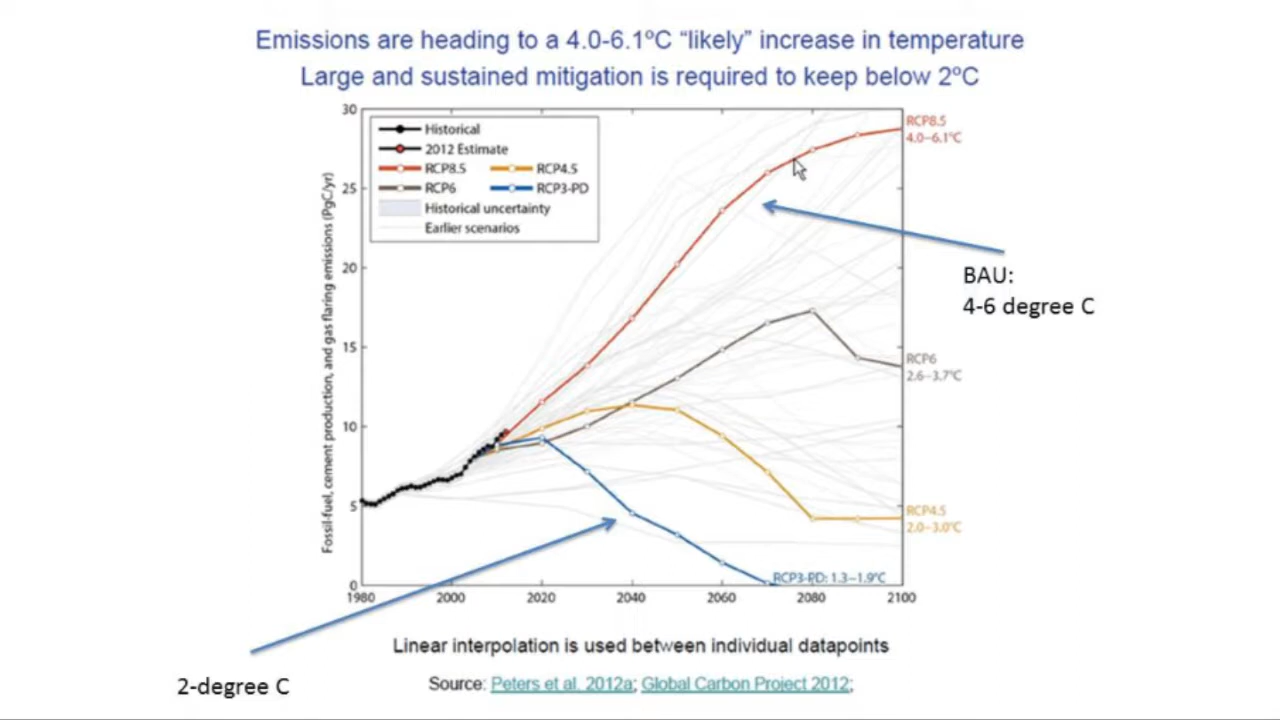 Emissions are heading to a 4.0-6.1ºC “likely” increase in temperature
Large and sustained mitigation is required to keep below 2ºC
Fossil-fuel, cement production, and gas flaring emissions (PgC/yr)
30
25
20
15
10
5
0
Historical
2012 Estimate
RCP8.5 RCP4.5
RCP6 RCP3-PD
Historical uncertainty
Earlier scenarios
RCP8.5
4.0–6.1°C
BAU:
4-6 degree C
RCP6
2.6–3.7°C
RCP4.5
2.0–3.0°C
RCP3-PD: 1.3–1.9°C
1980 2000 2020 2040 2060 2080 2100
Linear interpolation is used between individual datapoints
2-degree C
Source: Peters et al. 2012a; Global Carbon Project 2012;